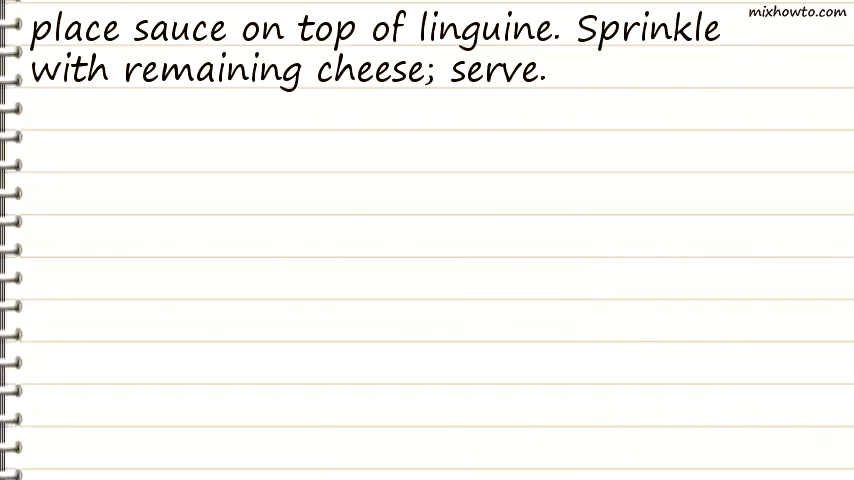 mixhowto.com
place sauce on top of linguine. Sprinkle
with remaining cheese; serve.